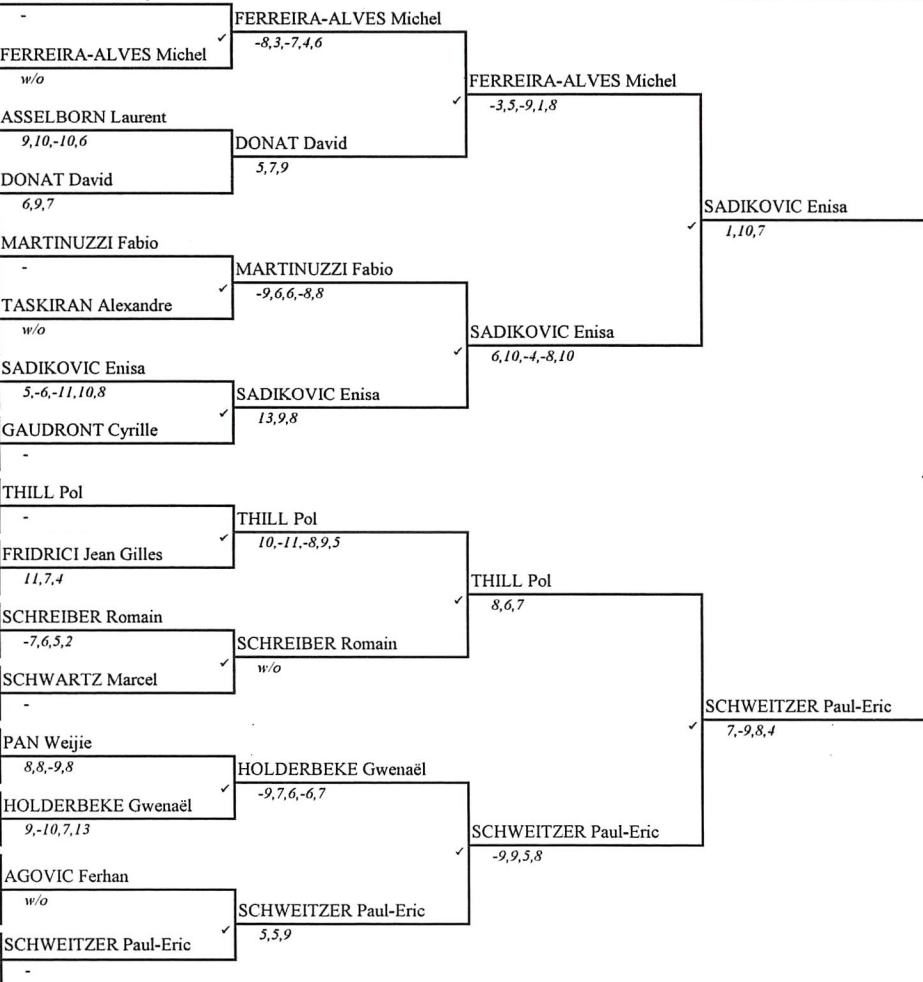 -
FERREIRA-ALVES Michel
FERREIRA-ALVES Michel
-8,3,-7,4,6
w/o
FERREIRA-ALVES Michel
-3,5,-9,1,8
ASSELBORN Laurent
9,10,-10,6
DONAT David
5,7,9
DONAT David
6,9,7
SADIKOVIC Enisa
1,10,7
MARTINUZZI Fabio
-
MARTINUZZI Fabio
-9,6,6,-8,8
TASKIRAN Alexandre
w/o
SADIKOVIC Enisa
6,10,-4,-8,10
SADIKOVIC Enisa
5,-6,-11,10,8
SADIKOVIC Enisa
13,9,8
GAUDRONT Cyrille
-
THILL Pol
-
THILL Pol
10,-11,-8,9,5
FRIDRICI Jean Gilles
11,7,4
THILL Pol
8,6,7
SCHREIBER Romain
-7,6,5,2
SCHREIBER Romain
w/o
SCHWARTZ Marcel
-
SCHWEITZER Paul-Eric
7,-9,8,4
PAN Weijie
8,8,-9,8
HOLDERBEKE Gwenaël
-9,7,6,-6,7
HOLDERBEKE Gwenaël
9,-10,7,13
SCHWEITZER Paul-Eric
-9,9,5,8
AGOVIC Ferhan
w/o
SCHWEITZER Paul-Eric
5,5,9
SCHWEITZER Paul-Eric
-